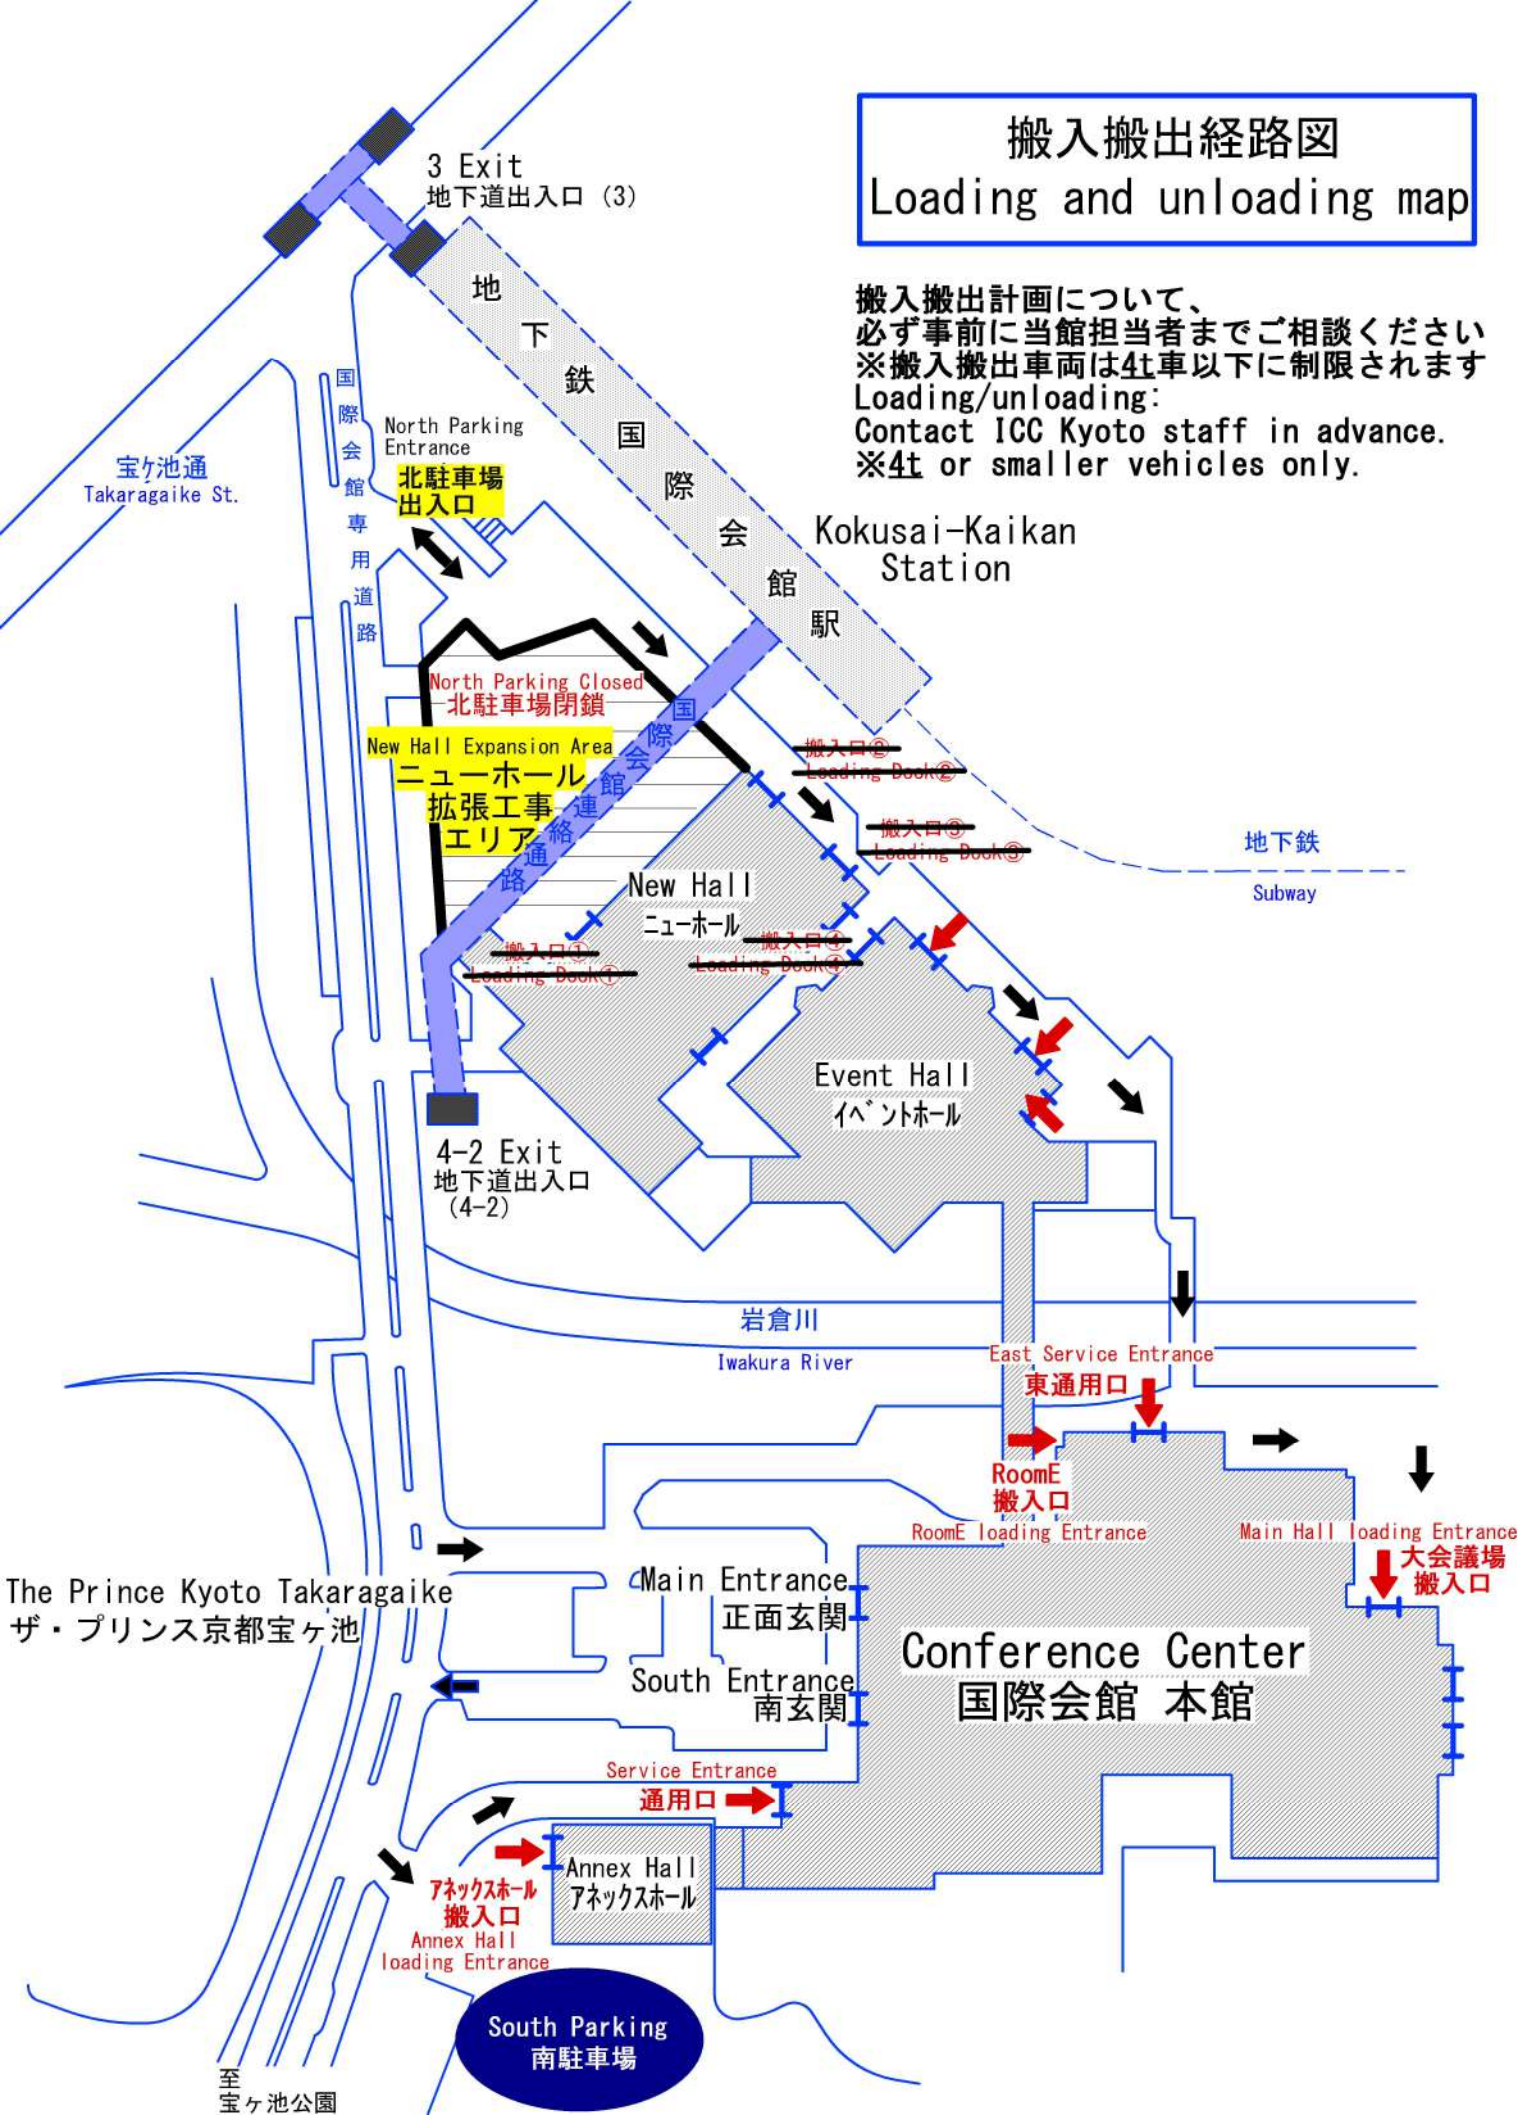 搬入搬出経路図
Loading and unloading map
搬入搬出計画について、
必ず事前に当館担当者までご相談ください
※搬入搬出車両は4t車以下に制限されます
Loading/unloading:
Contact ICC Kyoto staff in advance.
※4t or smaller vehicles only.
3 Exit
地下道出入口 (3)
地下鉄国際会館駅
Kokusai-Kaikan
Station
国際会館専用道路
North Parking
Entrance
北駐車場
出入口
宝ケ池通
Takaragaike St.
North Parking Closed
北駐車場閉鎖
New Hall Expansion Area
ニューホール
拡張工事
エリア
国際会館連絡通路
搬入口②
Loading Dock②
搬入口③
Loading Dock③
地下鉄
Subway
New Hall
ニューホール
搬入口①
Loading Dock①
搬入口④
Loading Dock④
Event Hall
イベントホール
4-2 Exit
地下道出入口
(4-2)
岩倉川
Iwakura River
East Service Entrance
東通用口
RoomE
搬入口
RoomE loading Entrance
Main Hall loading Entrance
大会議場
搬入口
The Prince Kyoto Takaragaike
ザ・プリンス京都宝ヶ池
Main Entrance
正面玄関
South Entrance
南玄関
Conference Center
国際会館 本館
Service Entrance
通用口
Annex Hall
アネックスホール
アネックスホール
搬入口
Annex Hall
loading Entrance
South Parking
南駐車場
至
宝ヶ池公園